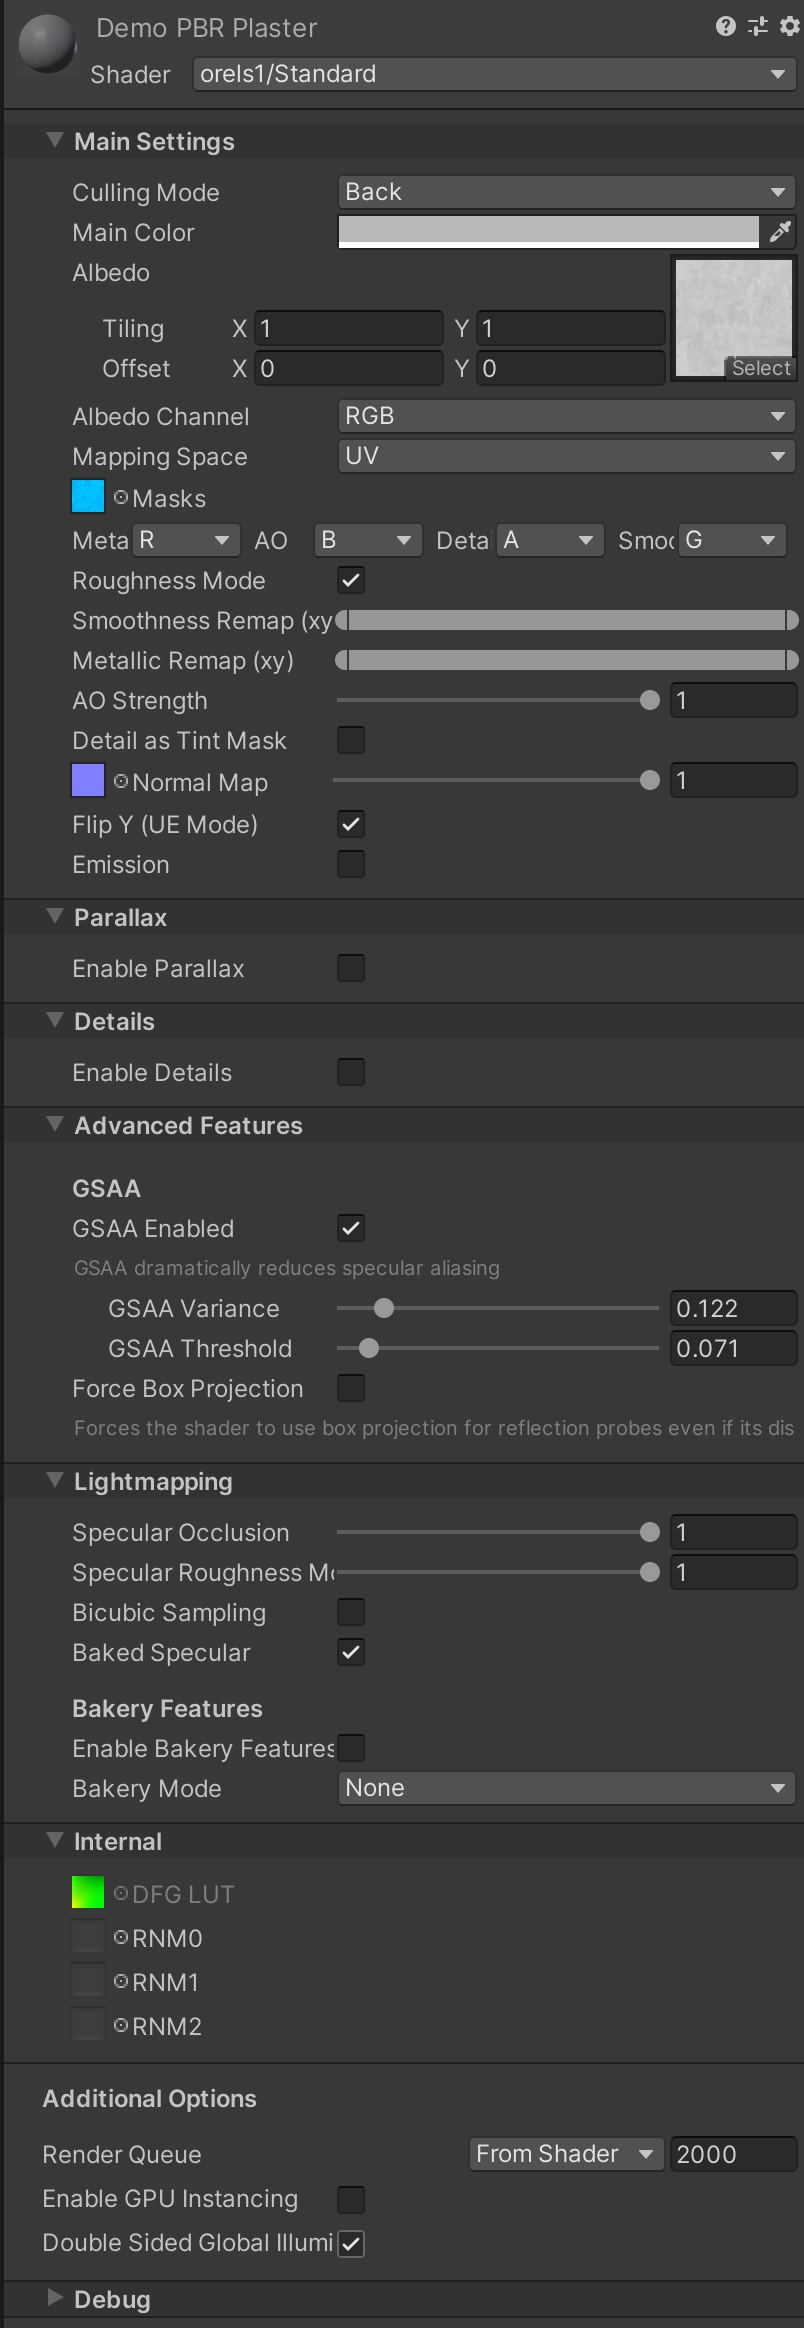 Demo PBR Plaster
Shader orels1/Standard
Main Settings
Culling Mode Back
Main Color
Albedo
Tiling X 1 Y 1
Offset X 0 Y 0
Select
Albedo Channel RGB
Mapping Space UV
Masks
Meta R AO B Detai A Smoo G
Roughness Mode
Smoothness Remap (xy
Metallic Remap (xy)
AO Strength 1
Detail as Tint Mask
Normal Map 1
Flip Y (UE Mode)
Emission
Parallax
Enable Parallax
Details
Enable Details
Advanced Features
GSAA
GSAA Enabled
GSAA dramatically reduces specular aliasing
GSAA Variance 0.122
GSAA Threshold 0.071
Force Box Projection
Forces the shader to use box projection for reflection probes even if its dis
Lightmapping
Specular Occlusion 1
Specular Roughness Mo 1
Bicubic Sampling
Baked Specular
Bakery Features
Enable Bakery Features
Bakery Mode None
Internal
DFG LUT
RNM0
RNM1
RNM2
Additional Options
Render Queue From Shader 2000
Enable GPU Instancing
Double Sided Global Illumi
Debug